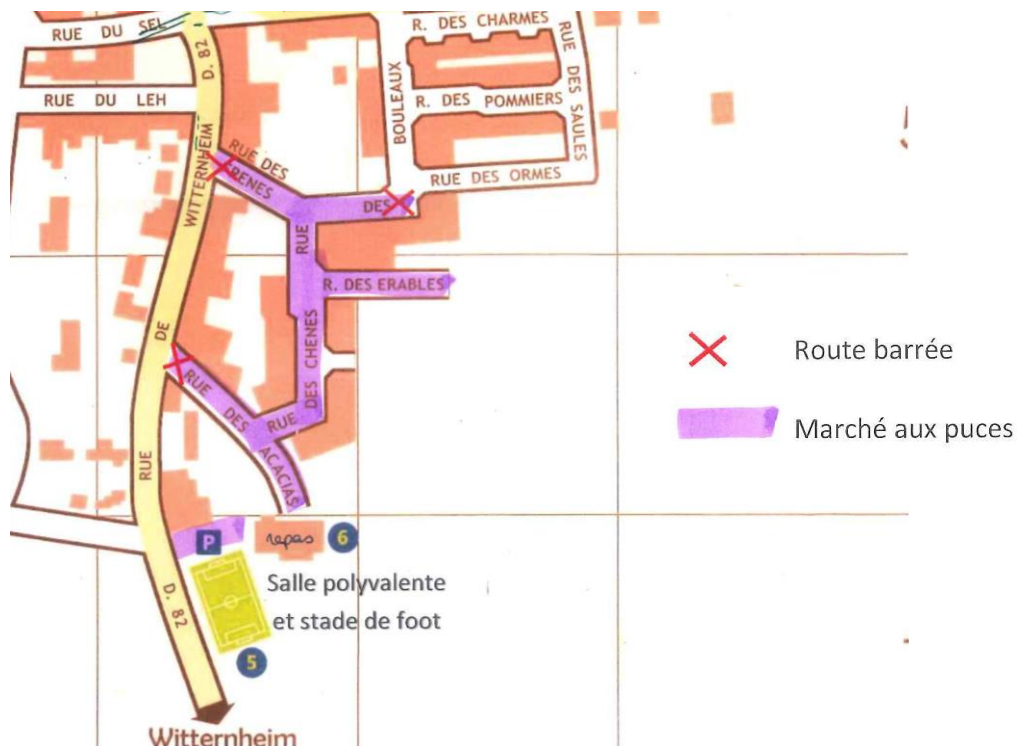 RUE DU SEL
D. 82
R. DES CHARMES
RUE DES SAULES
BOULEAUX
RUE DU LEH
R. DES POMMIERS
RUE DES
FRENES
WITTERNHEIM
RUE DES ORMES
DES
RUE
R. DES ERABLES
DE
DES CHENES
Route barrée
RUE DES ACACIAS
RUE
Marché aux puces
RUE
P
repas
6
Salle polyvalente
et stade de foot
D. 82
5
Witternheim